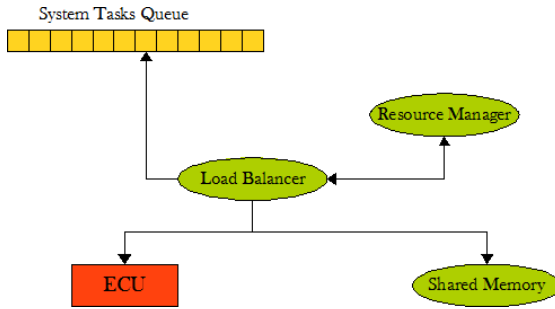 System Tasks Queue
Resource Manager
Load Balancer
ECU
Shared Memory